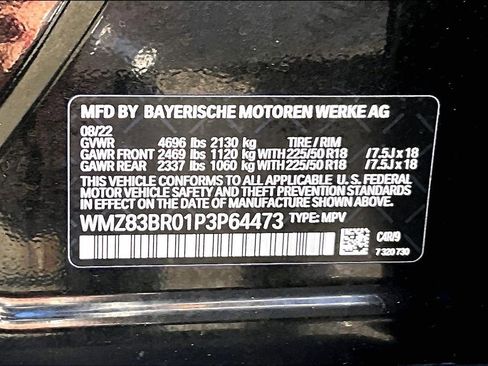 MFD BY BAYERISCHE MOTOREN WERKE AG
08/22
GVWR 4696 lbs 2130 kg TIRE / RIM
GAWR FRONT 2469 lbs 1120 kg WITH 225/50 R18 /7.5J x 18
GAWR REAR 2337 lbs 1060 kg WITH 225/50 R18 /7.5J x 18
THIS VEHICLE CONFORMS TO ALL APPLICABLE U. S. FEDERAL
MOTOR VEHICLE SAFETY AND THEFT PREVENTION STANDARDS
IN EFFECT ON THE DATE OF MANUFACTURE SHOWN ABOVE.
WMZ83BR01P3P64473 TYPE: MPV
C4R/9
7 320 730